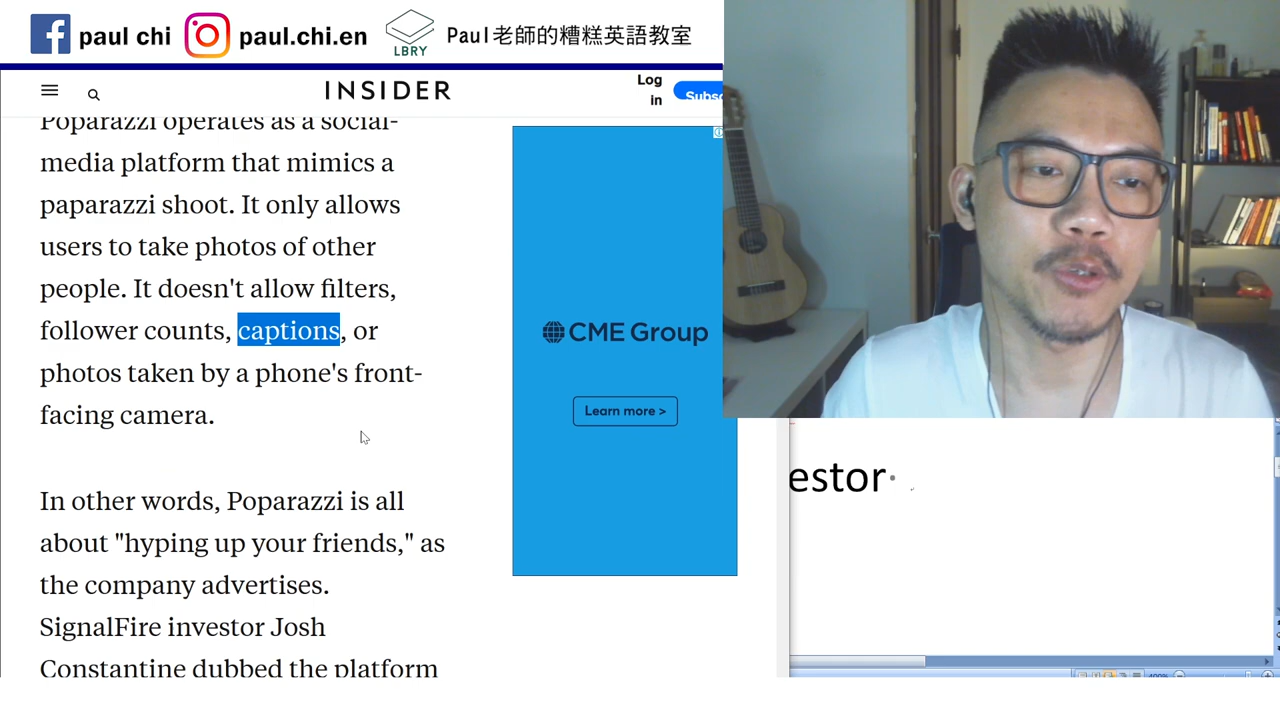 paul chi
paul.chi.en
LBRY
Paul老師的糟糕英語教室
INSIDER
Log
in
Subsc
Poparazzi operates as a social-
media platform that mimics a
paparazzi shoot. It only allows
users to take photos of other
people. It doesn't allow filters,
follower counts, captions, or
photos taken by a phone's front-
facing camera.
In other words, Poparazzi is all
about "hyping up your friends," as
the company advertises.
SignalFire investor Josh
Constantine dubbed the platform
CME Group
Learn more >
estor
400%